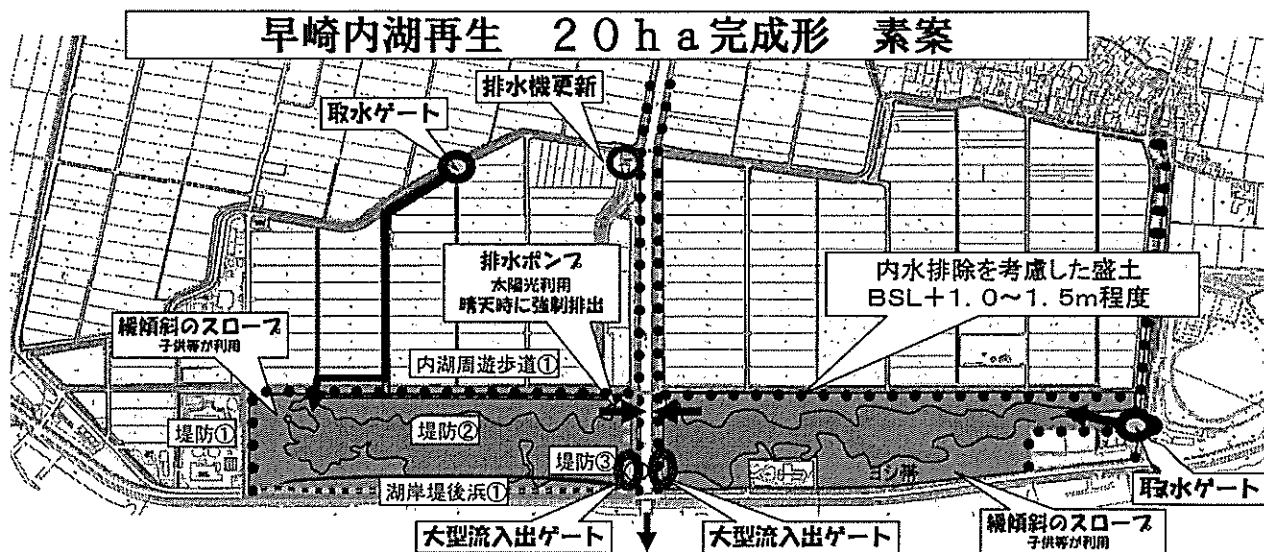 早崎内湖再生　２０ｈａ完成形　素案
取水ゲート
排水機更新
排水ポンプ
太陽光利用
晴天時に強制排出
内水排除を考慮した盛土
BSL+1.0～1.5m程度
緩傾斜のスロープ
子供等が利用
内湖周遊歩道①
堤防①
堤防②
堤防③
ヨシ帯
湖岸堤後浜①
取水ゲート
大型流入出ゲート
大型流入出ゲート
緩傾斜のスロープ
子供等が利用